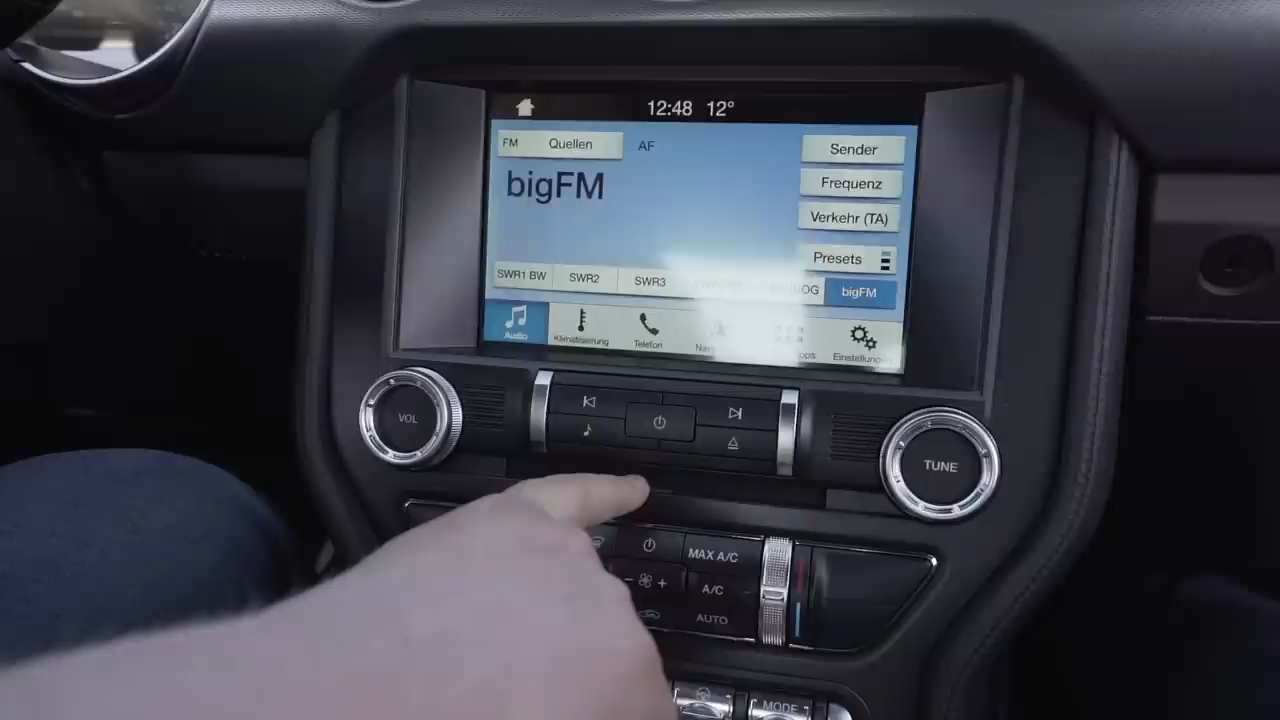 12:48 12°
FM Quellen AF
Sender
bigFM
Frequenz
Verkehr (TA)
Presets
SWR1 BW SWR2 SWR3 bigFM
Audio Klimatisierung Telefon Einstellungen
VOL
TUNE
MAX A/C
- +
A/C
AUTO
MODE